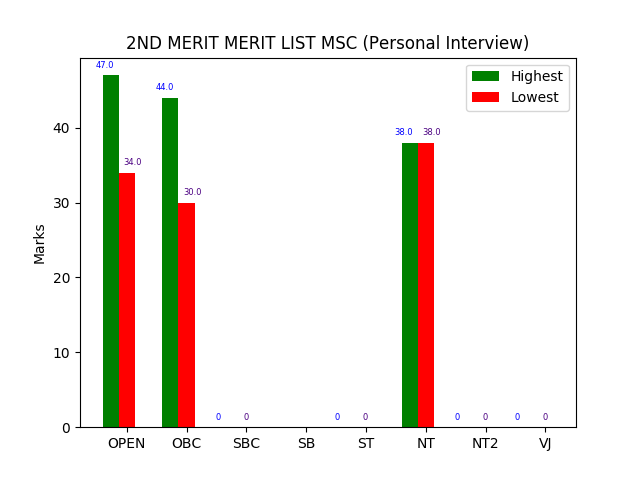 2ND MERIT MERIT LIST MSC (Personal Interview)
Highest
Lowest
47.0
44.0
38.0 38.0
34.0
30.0
0 0 0 0 0 0 0 0
40
30
20
10
0
Marks
OPEN OBC SBC SB ST NT NT2 VJ